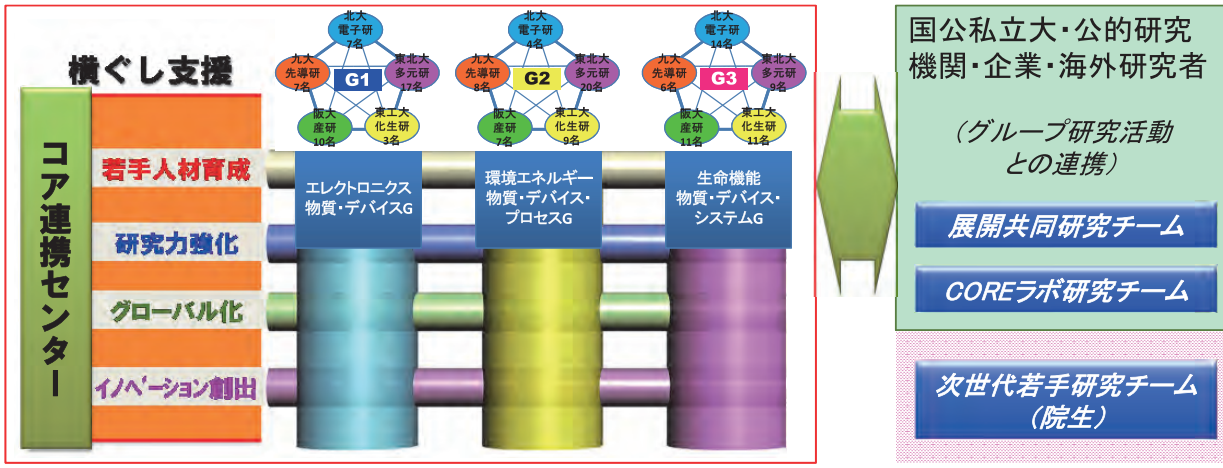 横ぐし支援
コア連携センター
若手人材育成
研究力強化
グローバル化
イノベーション創出
北大
電子研
7名
九大
先導研
7名
G1
東北大
多元研
17名
阪大
産研
10名
東工大
化生研
3名
エレクトロニクス
物質・デバイスG
北大
電子研
4名
九大
先導研
8名
G2
東北大
多元研
20名
阪大
産研
7名
東工大
化生研
9名
環境エネルギー
物質・デバイス・
プロセスG
北大
電子研
14名
九大
先導研
6名
G3
東北大
多元研
9名
阪大
産研
11名
東工大
化生研
11名
生命機能
物質・デバイス・
システムG
国公私立大・公的研究
機関・企業・海外研究者
(グループ研究活動
との連携)
展開共同研究チーム
COREラボ研究チーム
次世代若手研究チーム
(院生)